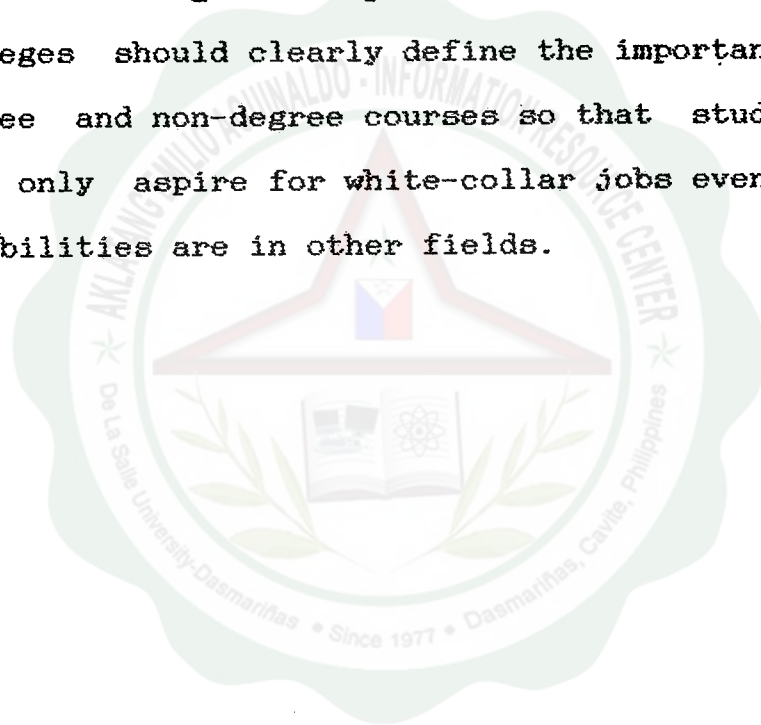 eges should clearly define the importan
ee and non-degree courses so that stud
only aspire for white-collar jobs even
bilities are in other fields.
AKLATANG EMILIO AGUINALDO - INFORMATION RESOURCE CENTER
De La Salle University-Dasmariñas • Since 1977 • Dasmariñas, Cavite, Philippines